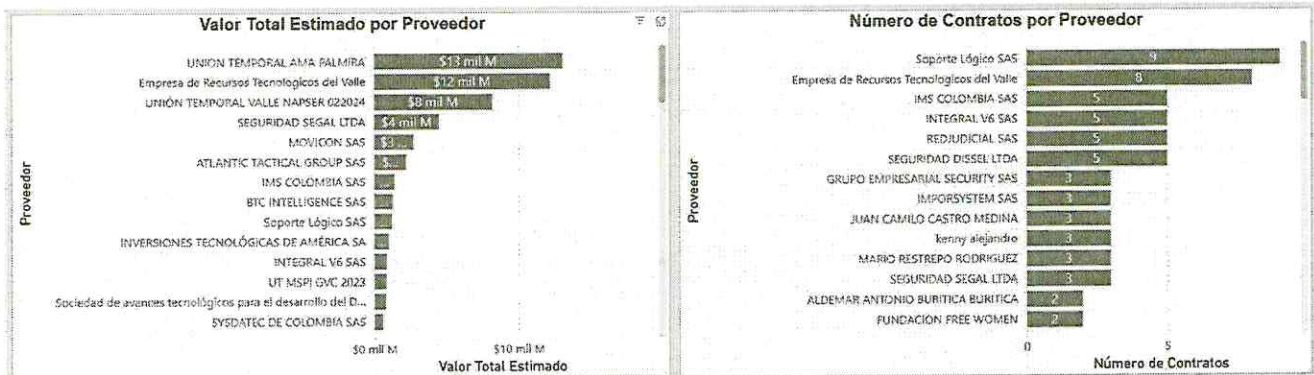 Valor Total Estimado por Proveedor
UNION TEMPORAL AMA PALMIRA
$13 mil M
Empresa de Recursos Tecnologicos del Valle
$12 mil M
UNIÓN TEMPORAL VALLE NAPSER 022024
$8 mil M
SEGURIDAD SEGAL LTDA
$4 mil M
MOVICON SAS
$3 ...
ATLANTIC TACTICAL GROUP SAS
$...
IMS COLOMBIA SAS
...
BTC INTELLIGENCE SAS
...
Soporte Lógico SAS
...
INVERSIONES TECNOLÓGICAS DE AMÉRICA SA
...
INTEGRAL V6 SAS
UT MSPI GVC 2023
Sociedad de avances tecnológicos para el desarrollo del D...
SYSDATEC DE COLOMBIA SAS
Proveedor
$0 mil M
$10 mil M
Valor Total Estimado
Número de Contratos por Proveedor
Soporte Lógico SAS
9
Empresa de Recursos Tecnologicos del Valle
8
IMS COLOMBIA SAS
5
INTEGRAL V6 SAS
5
REDJUDICIAL SAS
5
SEGURIDAD DISSEL LTDA
5
GRUPO EMPRESARIAL SECURITY SAS
3
IMPORSYSTEM SAS
3
JUAN CAMILO CASTRO MEDINA
3
kenny alejandro
3
MARIO RESTREPO RODRIGUEZ
3
SEGURIDAD SEGAL LTDA
3
ALDEMAR ANTONIO BURITICA BURITICA
2
FUNDACION FREE WOMEN
2
Proveedor
0
5
Número de Contratos